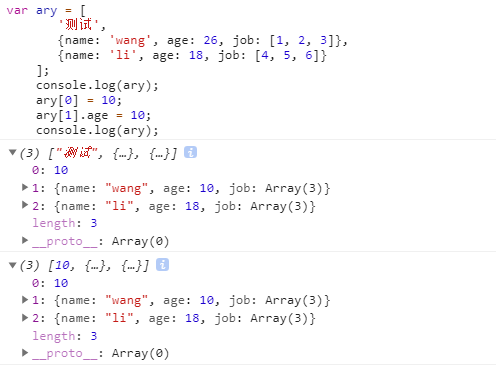 var ary = [
'测试',
{name: 'wang', age: 26, job: [1, 2, 3]},
{name: 'li', age: 18, job: [4, 5, 6]}
];
console.log(ary);
ary[0] = 10;
ary[1].age = 10;
console.log(ary);
▼(3) ["测试", {…}, {…}] i
0: 10
▶1: {name: "wang", age: 10, job: Array(3)}
▶2: {name: "li", age: 18, job: Array(3)}
length: 3
▶__proto__: Array(0)
▼(3) [10, {…}, {…}] i
0: 10
▶1: {name: "wang", age: 10, job: Array(3)}
▶2: {name: "li", age: 18, job: Array(3)}
length: 3
▶__proto__: Array(0)